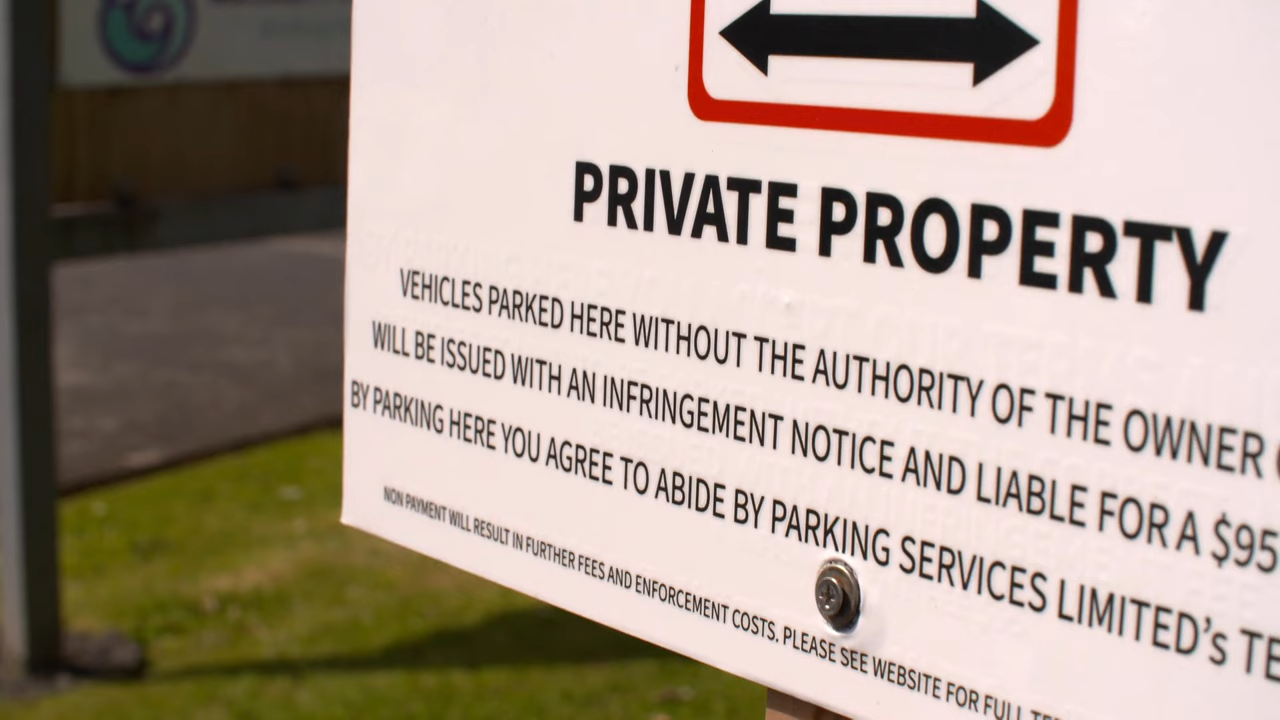 PRIVATE PROPERTY
VEHICLES PARKED HERE WITHOUT THE AUTHORITY OF THE OWNER
WILL BE ISSUED WITH AN INFRINGEMENT NOTICE AND LIABLE FOR A $95
BY PARKING HERE YOU AGREE TO ABIDE BY PARKING SERVICES LIMITED's TE
NON PAYMENT WILL RESULT IN FURTHER FEES AND ENFORCEMENT COSTS. PLEASE SEE WEBSITE FOR FULL